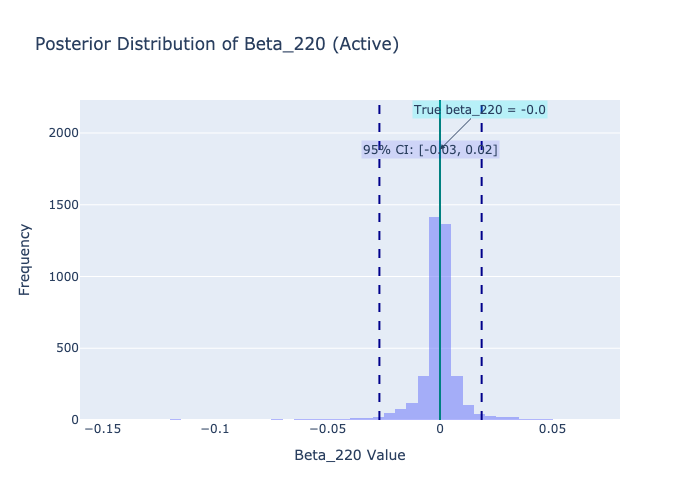 Posterior Distribution of Beta_220 (Active)
True beta_220 = -0.0
95% CI: [-0.03, 0.02]
2000
1500
1000
500
0
Frequency
−0.15
−0.1
−0.05
0
0.05
Beta_220 Value